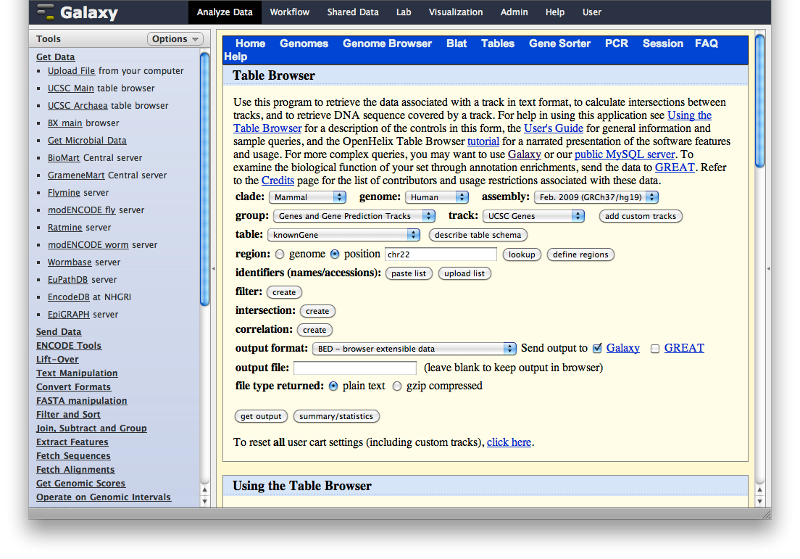 Galaxy
Analyze Data Workflow Shared Data Lab Visualization Admin Help User
Tools Options
Get Data
Upload File from your computer
UCSC Main table browser
UCSC Archaea table browser
BX main browser
Get Microbial Data
BioMart Central server
GrameneMart Central server
Flymine server
modENCODE fly server
Ratmine server
modENCODE worm server
Wormbase server
EuPathDB server
EncodeDB at NHGRI
EpiGRAPH server
Send Data
ENCODE Tools
Lift-Over
Text Manipulation
Convert Formats
FASTA manipulation
Filter and Sort
Join, Subtract and Group
Extract Features
Fetch Sequences
Fetch Alignments
Get Genomic Scores
Operate on Genomic Intervals
Home Genomes Genome Browser Blat Tables Gene Sorter PCR Session FAQ
Help
Table Browser
Use this program to retrieve the data associated with a track in text format, to calculate intersections between
tracks, and to retrieve DNA sequence covered by a track. For help in using this application see Using the
Table Browser for a description of the controls in this form, the User's Guide for general information and
sample queries, and the OpenHelix Table Browser tutorial for a narrated presentation of the software features
and usage. For more complex queries, you may want to use Galaxy or our public MySQL server. To
examine the biological function of your set through annotation enrichments, send the data to GREAT. Refer
to the Credits page for the list of contributors and usage restrictions associated with these data.
clade: Mammal genome: Human assembly: Feb. 2009 (GRCh37/hg19)
group: Genes and Gene Prediction Tracks track: UCSC Genes add custom tracks
table: knownGene describe table schema
region: genome position chr22 lookup define regions
identifiers (names/accessions): paste list upload list
filter: create
intersection: create
correlation: create
output format: BED - browser extensible data Send output to Galaxy GREAT
output file: (leave blank to keep output in browser)
file type returned: plain text gzip compressed
get output summary/statistics
To reset all user cart settings (including custom tracks), click here.
Using the Table Browser